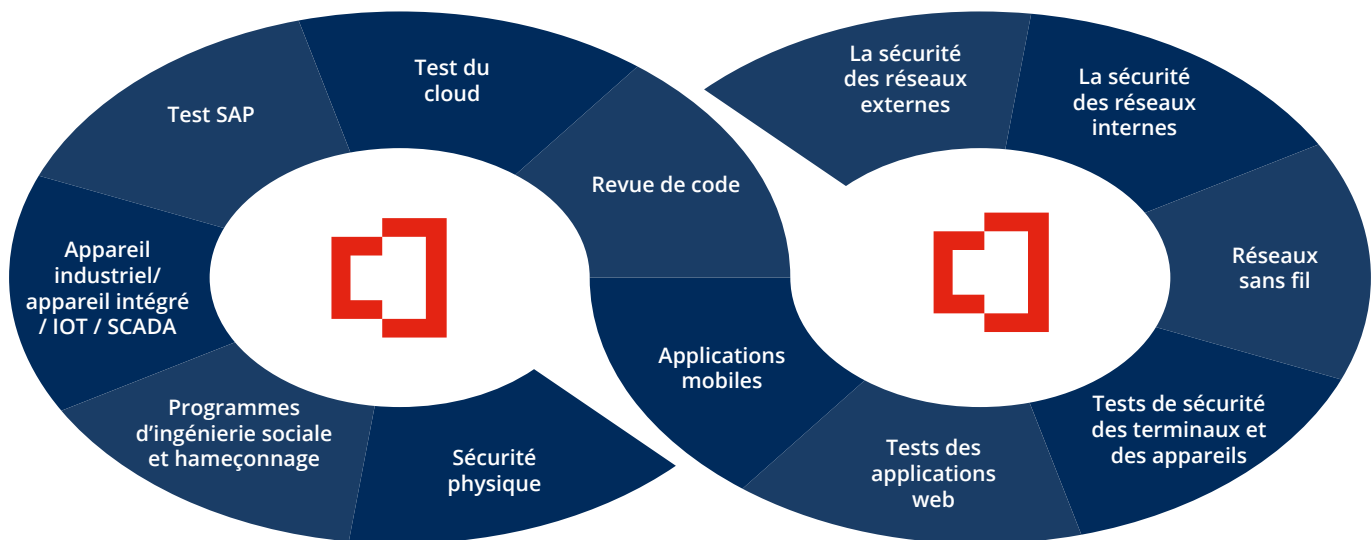 La sécurité
des réseaux
externes
La sécurité
des réseaux
internes
Réseaux
sans fil
Tests de sécurité
des terminaux et
des appareils
Tests des
applications
web
Applications
mobiles
Revue de code
Test du
cloud
Test SAP
Appareil
industriel/
appareil intégré
/ IOT / SCADA
Programmes
d’ingénierie sociale
et hameçonnage
Sécurité
physique